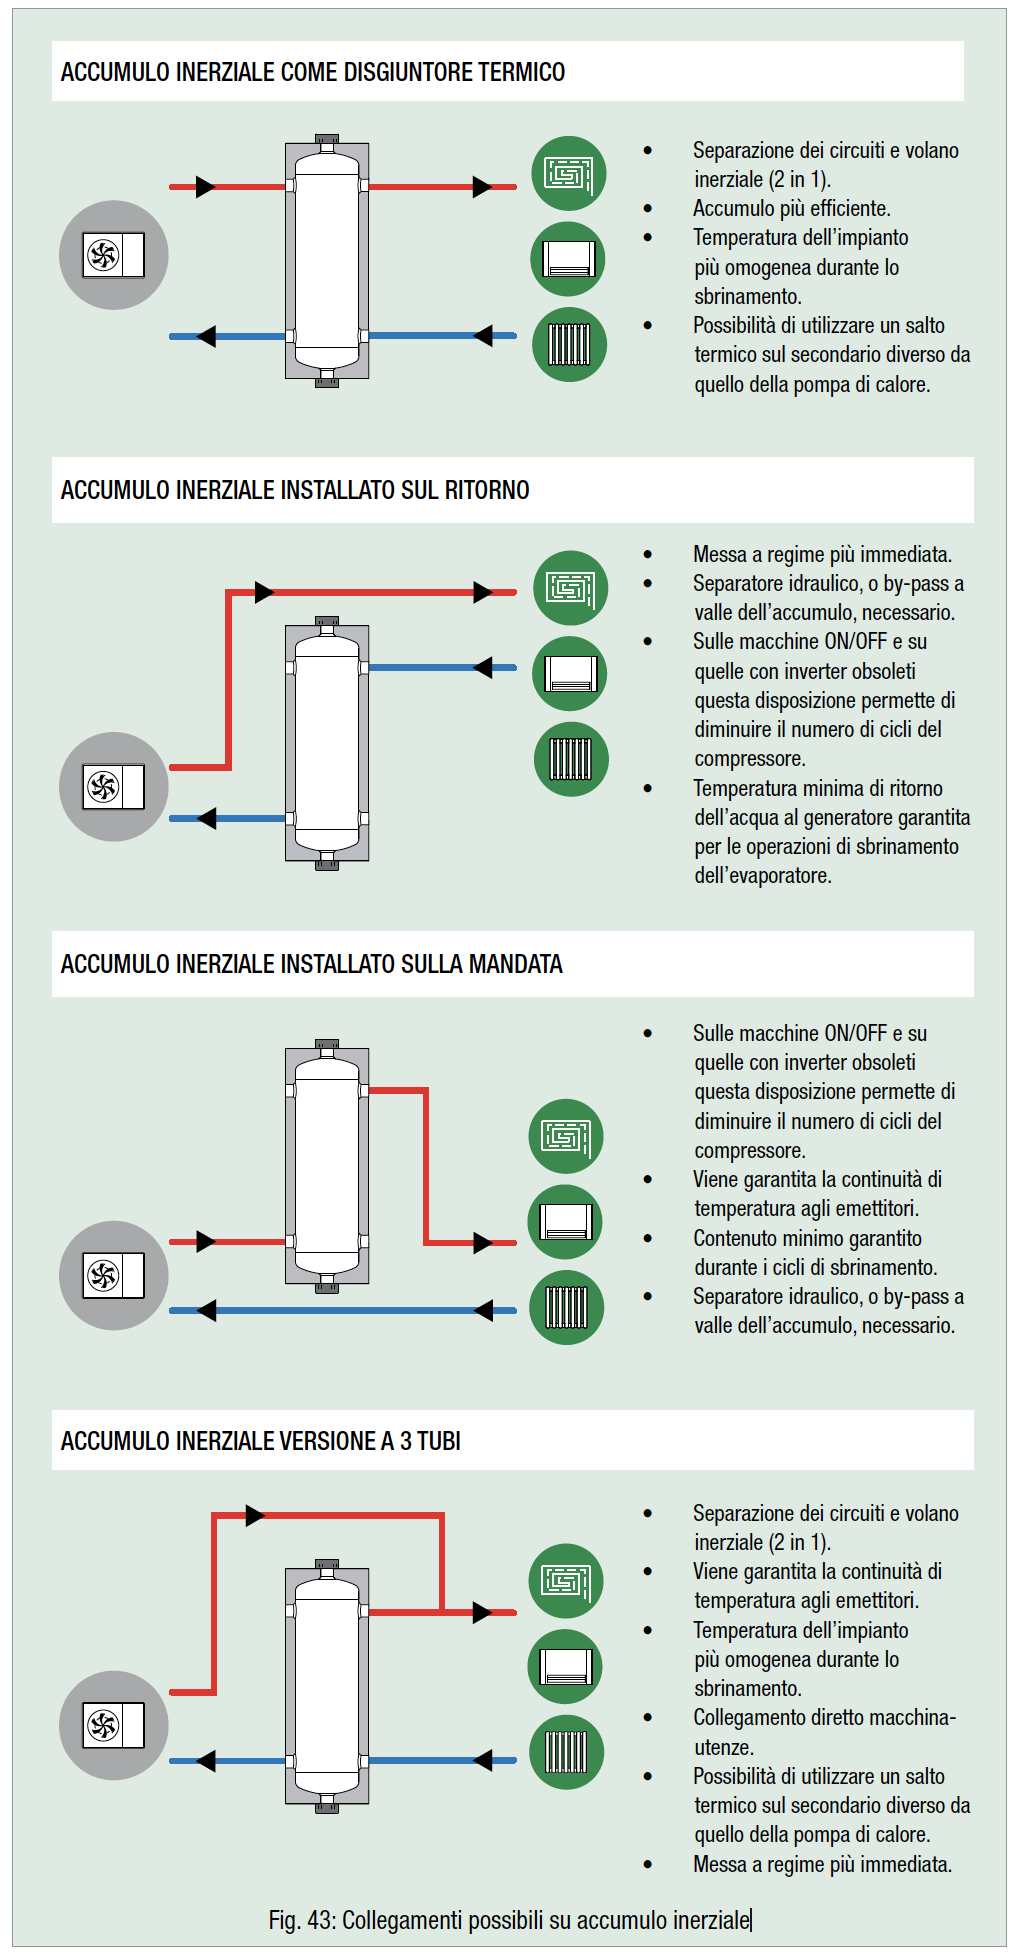 ACCUMULO INERZIALE COME DISGIUNTORE TERMICO
• Separazione dei circuiti e volano
inerziale (2 in 1).
• Accumulo più efficiente.
• Temperatura dell'impianto
più omogenea durante lo
sbrinamento.
• Possibilità di utilizzare un salto
termico sul secondario diverso da
quello della pompa di calore.
ACCUMULO INERZIALE INSTALLATO SUL RITORNO
• Messa a regime più immediata.
• Separatore idraulico, o by-pass a
valle dell'accumulo, necessario.
• Sulle macchine ON/OFF e su
quelle con inverter obsoleti
questa disposizione permette di
diminuire il numero di cicli del
compressore.
• Temperatura minima di ritorno
dell'acqua al generatore garantita
per le operazioni di sbrinamento
dell'evaporatore.
ACCUMULO INERZIALE INSTALLATO SULLA MANDATA
• Sulle macchine ON/OFF e su
quelle con inverter obsoleti
questa disposizione permette di
diminuire il numero di cicli del
compressore.
• Viene garantita la continuità di
temperatura agli emettitori.
• Contenuto minimo garantito
durante i cicli di sbrinamento.
• Separatore idraulico, o by-pass a
valle dell'accumulo, necessario.
ACCUMULO INERZIALE VERSIONE A 3 TUBI
• Separazione dei circuiti e volano
inerziale (2 in 1).
• Viene garantita la continuità di
temperatura agli emettitori.
• Temperatura dell'impianto
più omogenea durante lo
sbrinamento.
• Collegamento diretto macchina-
utenze.
• Possibilità di utilizzare un salto
termico sul secondario diverso da
quello della pompa di calore.
• Messa a regime più immediata.
Fig. 43: Collegamenti possibili su accumulo inerziale